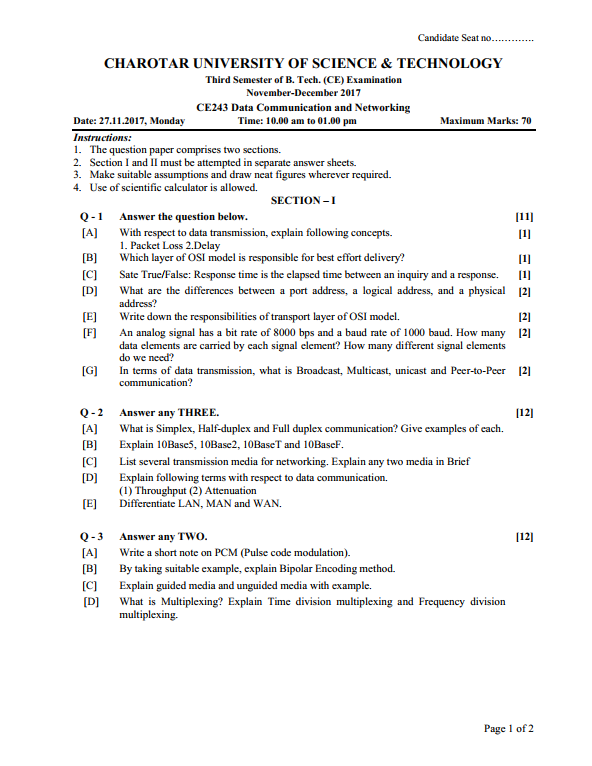 Candidate Seat no………….
CHAROTAR UNIVERSITY OF SCIENCE & TECHNOLOGY
Third Semester of B. Tech. (CE) Examination
November-December 2017
CE243 Data Communication and Networking
Date: 27.11.2017, Monday Time: 10.00 am to 01.00 pm Maximum Marks: 70
Instructions:
1. The question paper comprises two sections.
2. Section I and II must be attempted in separate answer sheets.
3. Make suitable assumptions and draw neat figures wherever required.
4. Use of scientific calculator is allowed.
SECTION – I
Q - 1 Answer the question below. [11]
[A] With respect to data transmission, explain following concepts. [1]
1. Packet Loss 2.Delay
[B] Which layer of OSI model is responsible for best effort delivery? [1]
[C] Sate True/False: Response time is the elapsed time between an inquiry and a response. [1]
[D] What are the differences between a port address, a logical address, and a physical [2]
address?
[E] Write down the responsibilities of transport layer of OSI model. [2]
[F] An analog signal has a bit rate of 8000 bps and a baud rate of 1000 baud. How many [2]
data elements are carried by each signal element? How many different signal elements
do we need?
[G] In terms of data transmission, what is Broadcast, Multicast, unicast and Peer-to-Peer [2]
communication?
Q - 2 Answer any THREE. [12]
[A] What is Simplex, Half-duplex and Full duplex communication? Give examples of each.
[B] Explain 10Base5, 10Base2, 10BaseT and 10BaseF.
[C] List several transmission media for networking. Explain any two media in Brief
[D] Explain following terms with respect to data communication.
(1) Throughput (2) Attenuation
[E] Differentiate LAN, MAN and WAN.
Q - 3 Answer any TWO. [12]
[A] Write a short note on PCM (Pulse code modulation).
[B] By taking suitable example, explain Bipolar Encoding method.
[C] Explain guided media and unguided media with example.
[D] What is Multiplexing? Explain Time division multiplexing and Frequency division
multiplexing.
Page 1 of 2